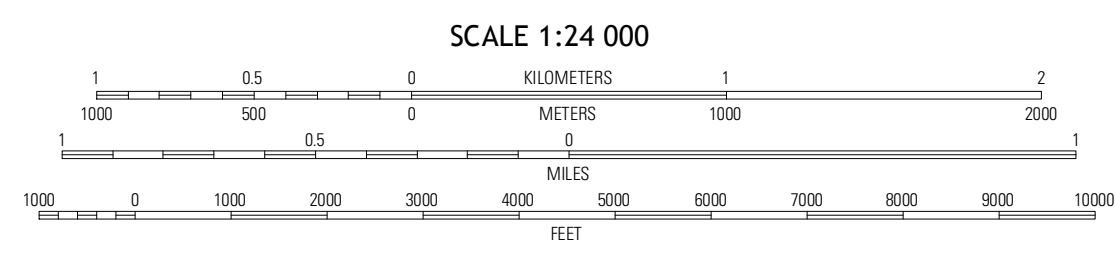 SCALE 1:24 000
1 0.5 0 KILOMETERS 1 2
1000 500 0 METERS 1000 2000
1 0.5 0 1
MILES
1000 0 1000 2000 3000 4000 5000 6000 7000 8000 9000 10000
FEET